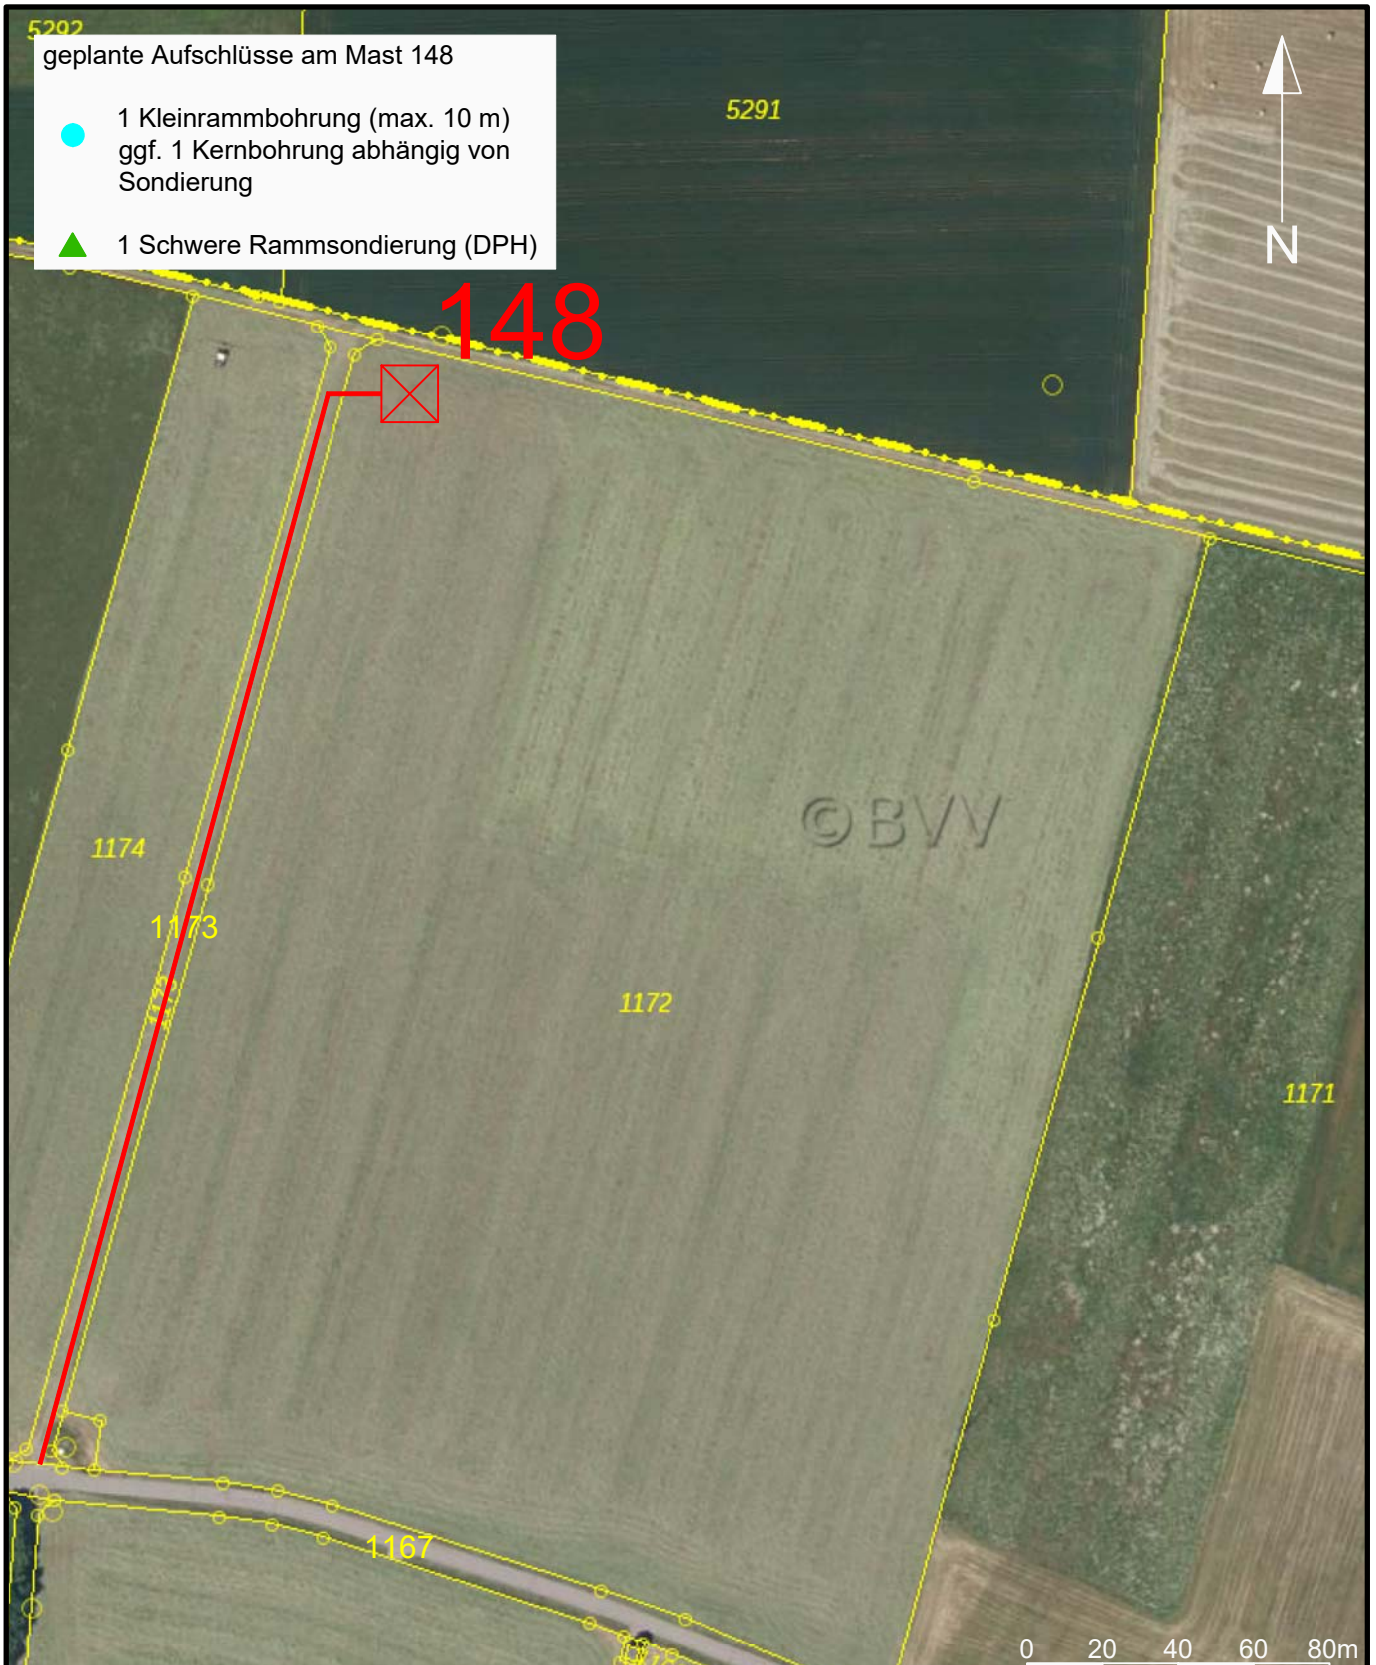 5292
geplante Aufschlüsse am Mast 148
1 Kleinrammbohrung (max. 10 m)
ggf. 1 Kernbohrung abhängig von
Sondierung
1 Schwere Rammsondierung (DPH)
5291
N
148
©BVV
1174
1173
1172
1171
1167
0 20 40 60 80m